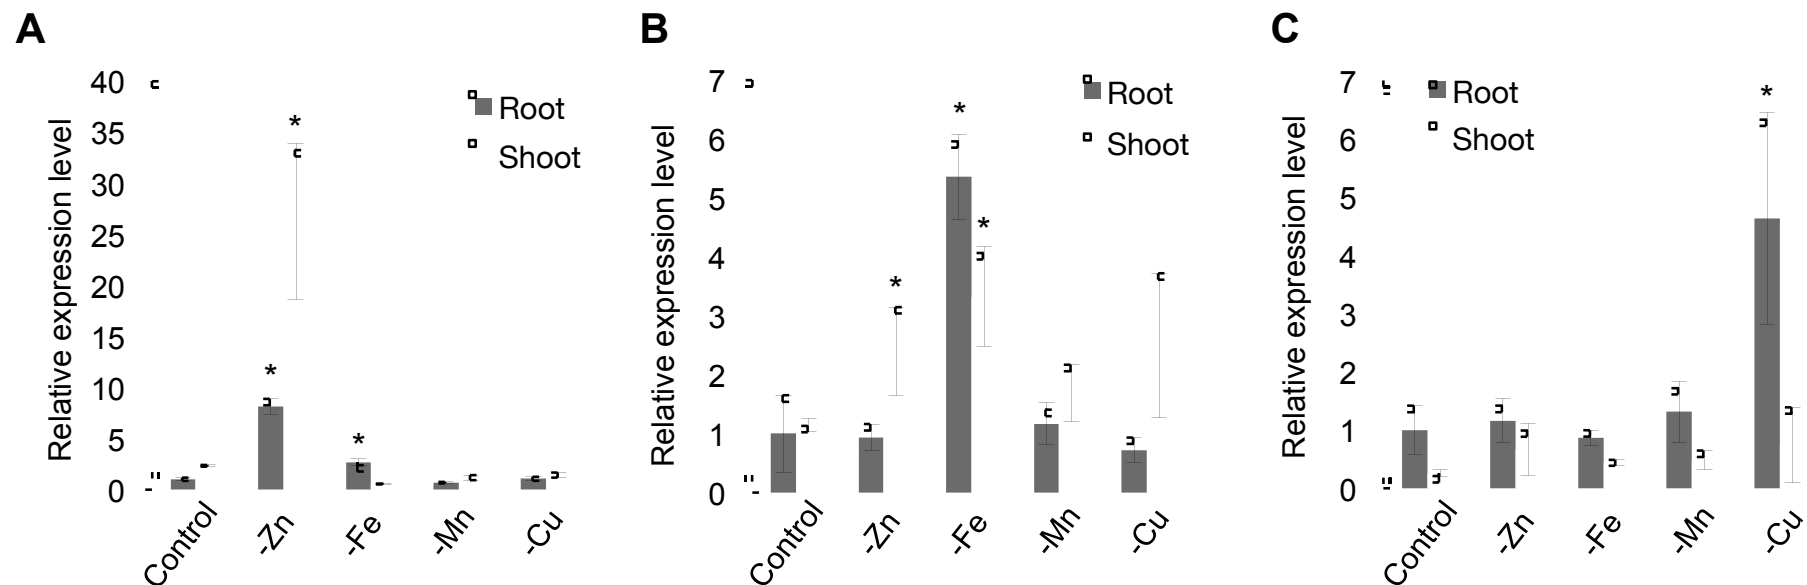 A
B
C
Relative expression level
40
35
30
25
20
15
10
5
0
Root
Shoot
*
*
*
Control
-Zn
-Fe
-Mn
-Cu
Relative expression level
7
6
5
4
3
2
1
0
Root
Shoot
*
*
*
Control
-Zn
-Fe
-Mn
-Cu
Relative expression level
7
6
5
4
3
2
1
0
Root
Shoot
*
Control
-Zn
-Fe
-Mn
-Cu